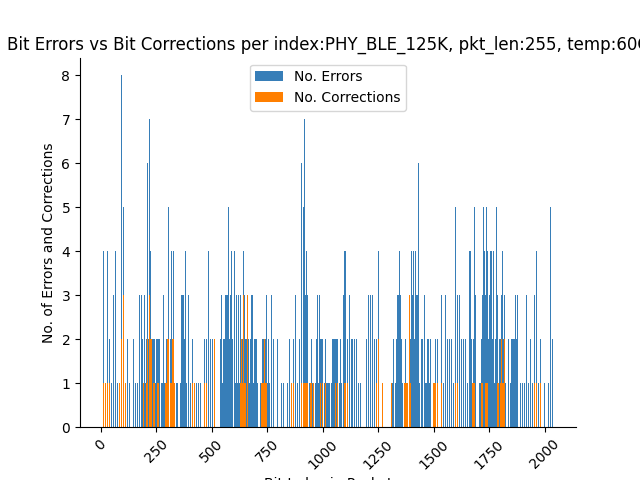 Bit Errors vs Bit Corrections per index:PHY_BLE_125K, pkt_len:255, temp:60
No. Errors
No. Corrections
No. of Errors and Corrections
8
7
6
5
4
3
2
1
0
0 250 500 750 1000 1250 1500 1750 2000